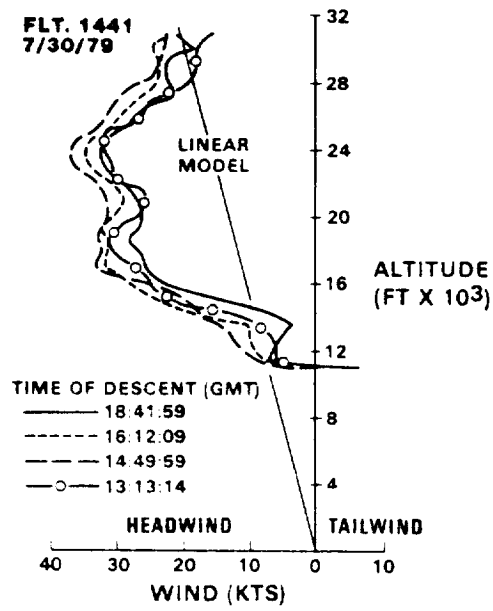 FLT. 1441
7/30/79
32
28
LINEAR
MODEL
24
20
16
ALTITUDE
(FT X 10³)
12
TIME OF DESCENT (GMT)
18:41:59
16:12:09
14:49:59
13:13:14
8
4
HEADWIND
TAILWIND
40
30
20
10
0
10
WIND (KTS)